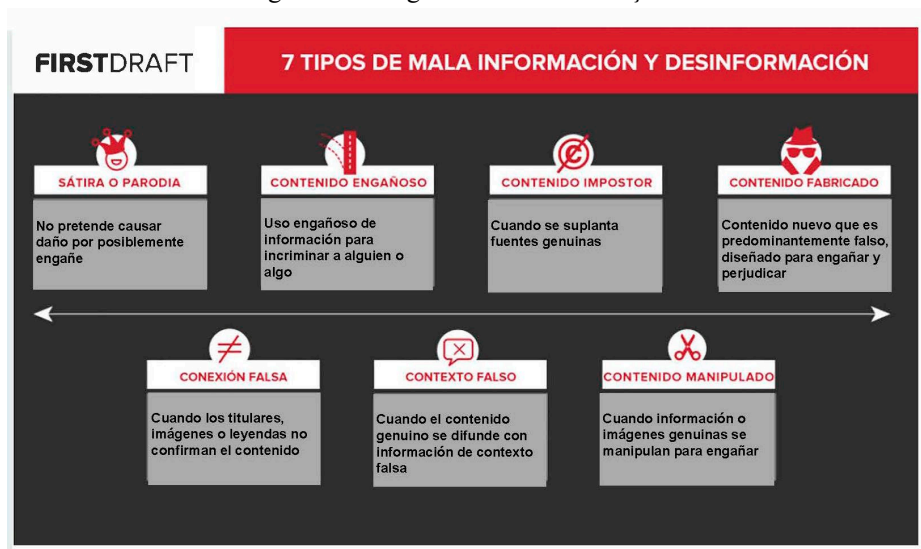 FIRSTDRAFT
7 TIPOS DE MALA INFORMACIÓN Y DESINFORMACIÓN
SÁTIRA O PARODIA
No pretende causar
daño por posiblemente
engañe
CONTENIDO ENGAÑOSO
Uso engañoso de
información para
incriminar a alguien o
algo
CONTENIDO IMPOSTOR
Cuando se suplanta
fuentes genuinas
CONTENIDO FABRICADO
Contenido nuevo que es
predominantemente falso,
diseñado para engañar y
perjudicar
CONEXIÓN FALSA
Cuando los titulares,
imágenes o leyendas no
confirman el contenido
CONTEXTO FALSO
Cuando el contenido
genuino se difunde con
información de contexto
falsa
CONTENIDO MANIPULADO
Cuando información o
imágenes genuinas se
manipulan para engañar